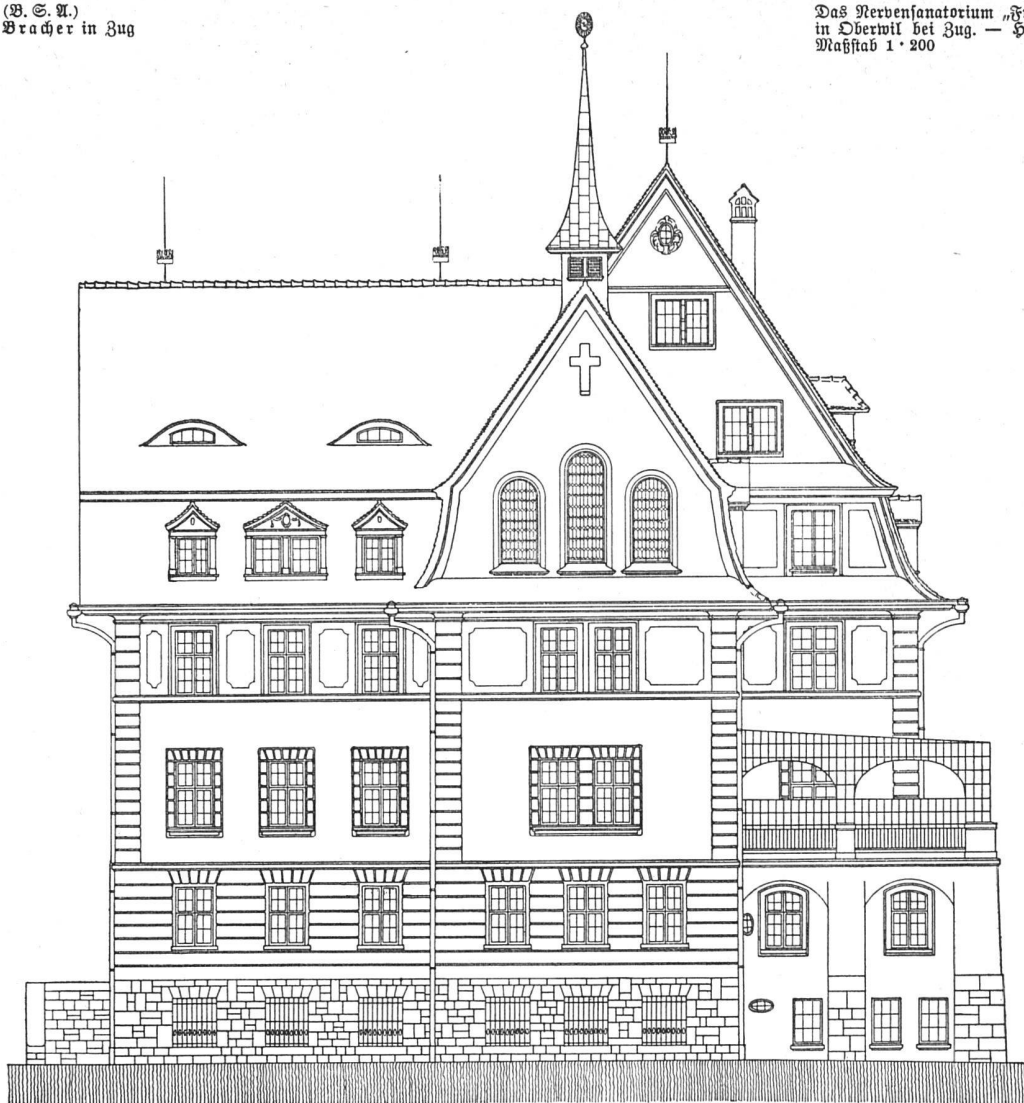 (B. S. A.)
Bracher in Zug
Das Nervensanatorium
in Oberwil bei Zug. —
Maßstab 1 · 200